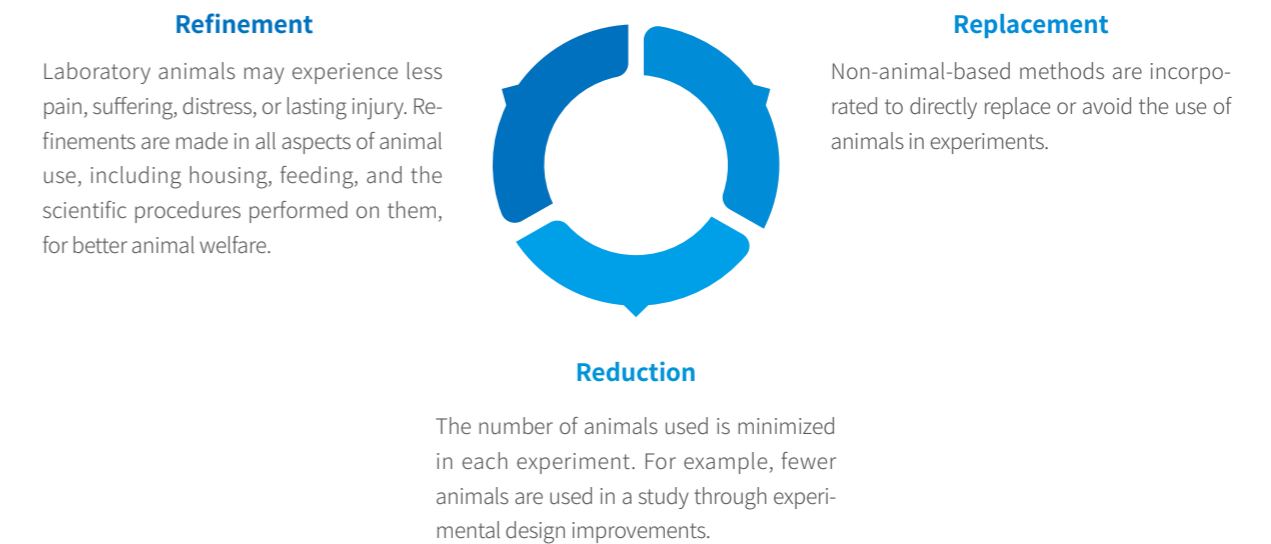 Refinement
Laboratory animals may experience less
pain, suffering, distress, or lasting injury. Re-
finements are made in all aspects of animal
use, including housing, feeding, and the
scientific procedures performed on them,
for better animal welfare.
Replacement
Non-animal-based methods are incorpo-
rated to directly replace or avoid the use of
animals in experiments.
Reduction
The number of animals used is minimized
in each experiment. For example, fewer
animals are used in a study through experi-
mental design improvements.